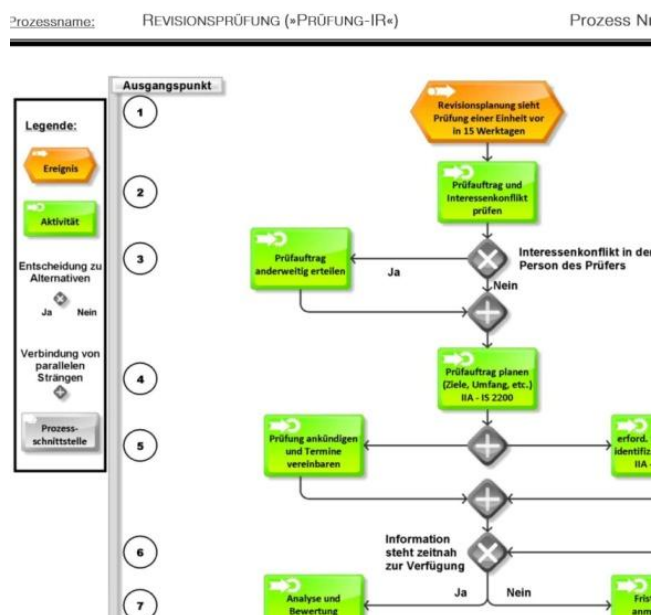 Prozessname: REVISIONSPRÜFUNG (»PRÜFUNG-IR«) Prozess Nr
Ausgangspunkt
Legende:
Ereignis
Aktivität
Entscheidung zu
Alternativen
Ja Nein
Verbindung von
parallelen
Strängen
Prozess-
schnittstelle
1
Revisionsplanung sieht
Prüfung einer Einheit vor
in 15 Werktagen
2
Prüfauftrag und
Interessenkonflikt
prüfen
3
Prüfauftrag
anderweitig erteilen
Ja
Interessenkonflikt in der
Person des Prüfers
Nein
4
Prüfauftrag planen
(Ziele, Umfang, etc.)
IIA - IS 2200
5
Prüfung ankündigen
und Termine
vereinbaren
erford.
identifiz
IIA -
6
Information
steht zeitnah
zur Verfügung
Ja Nein
7
Analyse und
Bewertung
Frist
anm